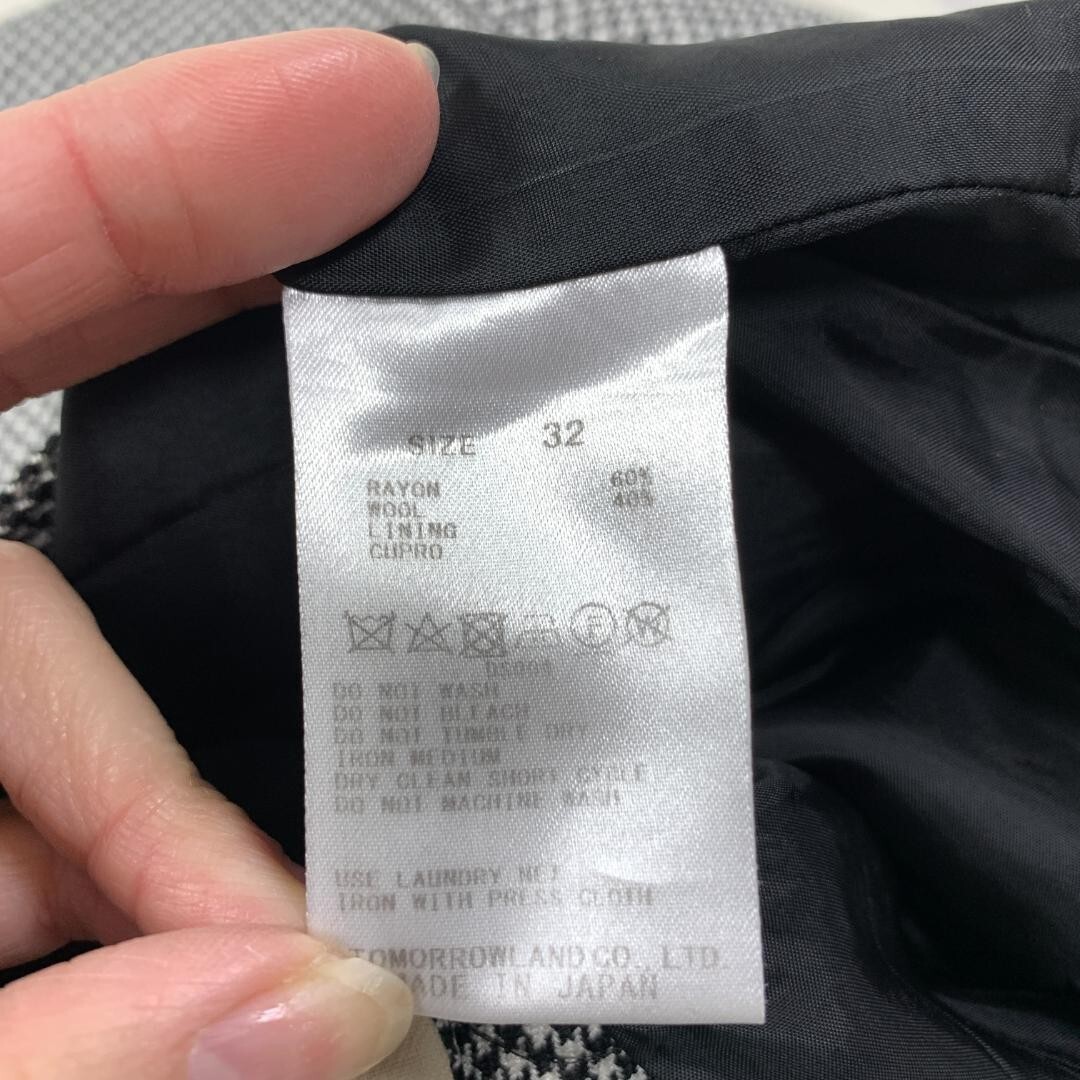 SIZE 32
RAYON 60%
WOOL 40%
LINING
CUPRO
DO NOT WASH
DO NOT BLEACH
DO NOT TUMBLE DRY
IRON MEDIUM
DRY CLEAN SHORT CYCLE
DO NOT MACHINE WASH
USE LAUNDRY NET
IRON WITH PRESS CLOTH
TOMORROWLAND CO., LTD.
MADE IN JAPAN